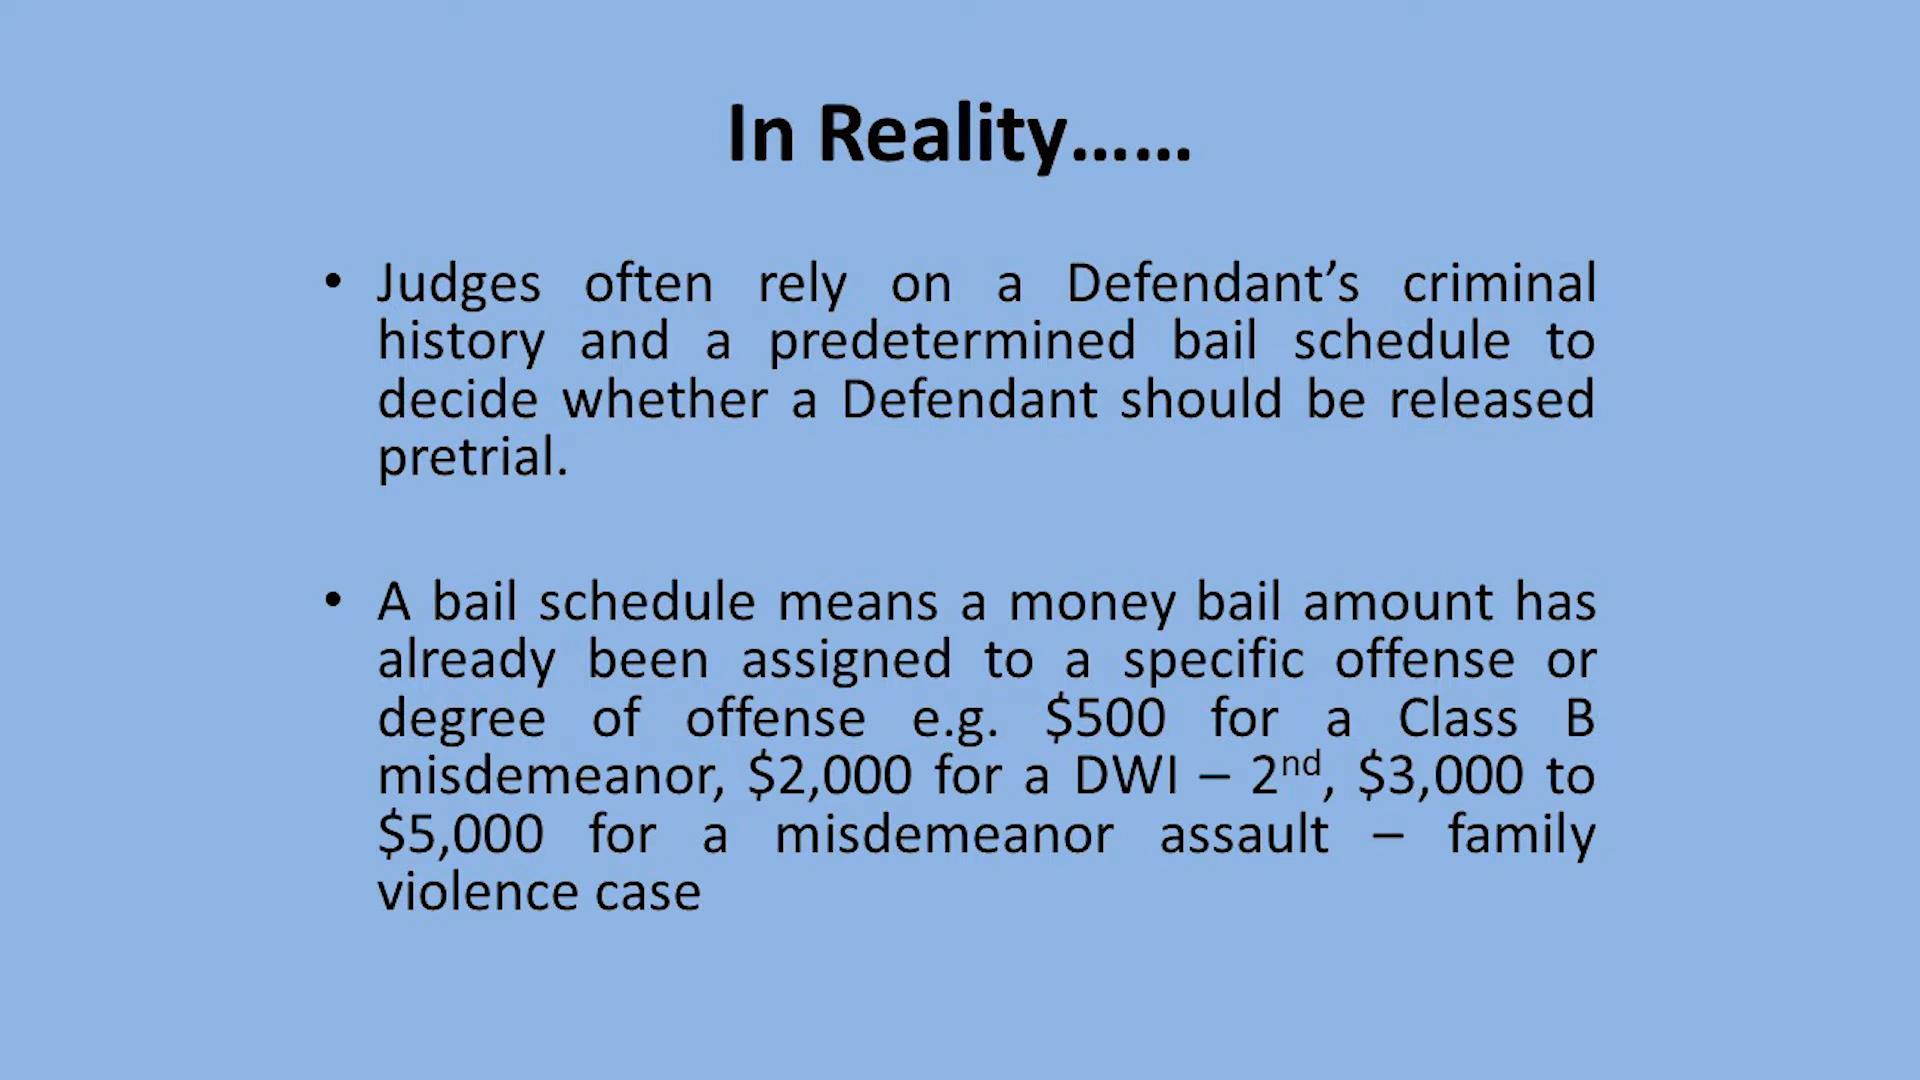 In Reality……
• Judges often rely on a Defendant’s criminal
history and a predetermined bail schedule to
decide whether a Defendant should be released
pretrial.
• A bail schedule means a money bail amount has
already been assigned to a specific offense or
degree of offense e.g. $500 for a Class B
misdemeanor, $2,000 for a DWI – 2nd, $3,000 to
$5,000 for a misdemeanor assault – family
violence case